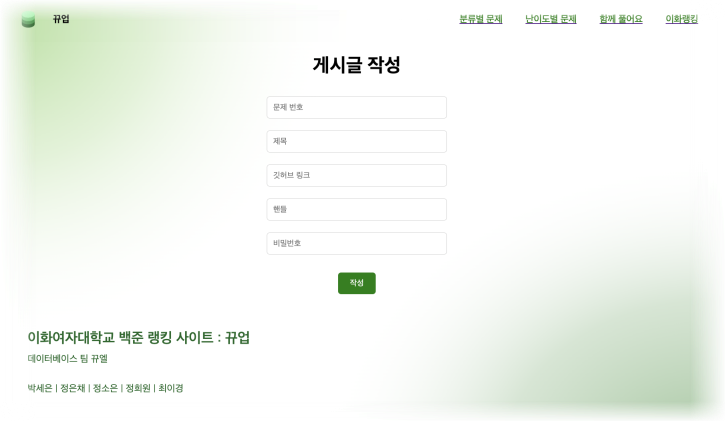 뀨업 분류별 문제 난이도별 문제 함께 풀어요 이화랭킹
게시글 작성
문제 번호
제목
깃허브 링크
핸들
비밀번호
작성
이화여자대학교 백준 랭킹 사이트 : 뀨업
데이터베이스 팀 뀨엘
박세은 | 정은채 | 정소은 | 정희원 | 최이경